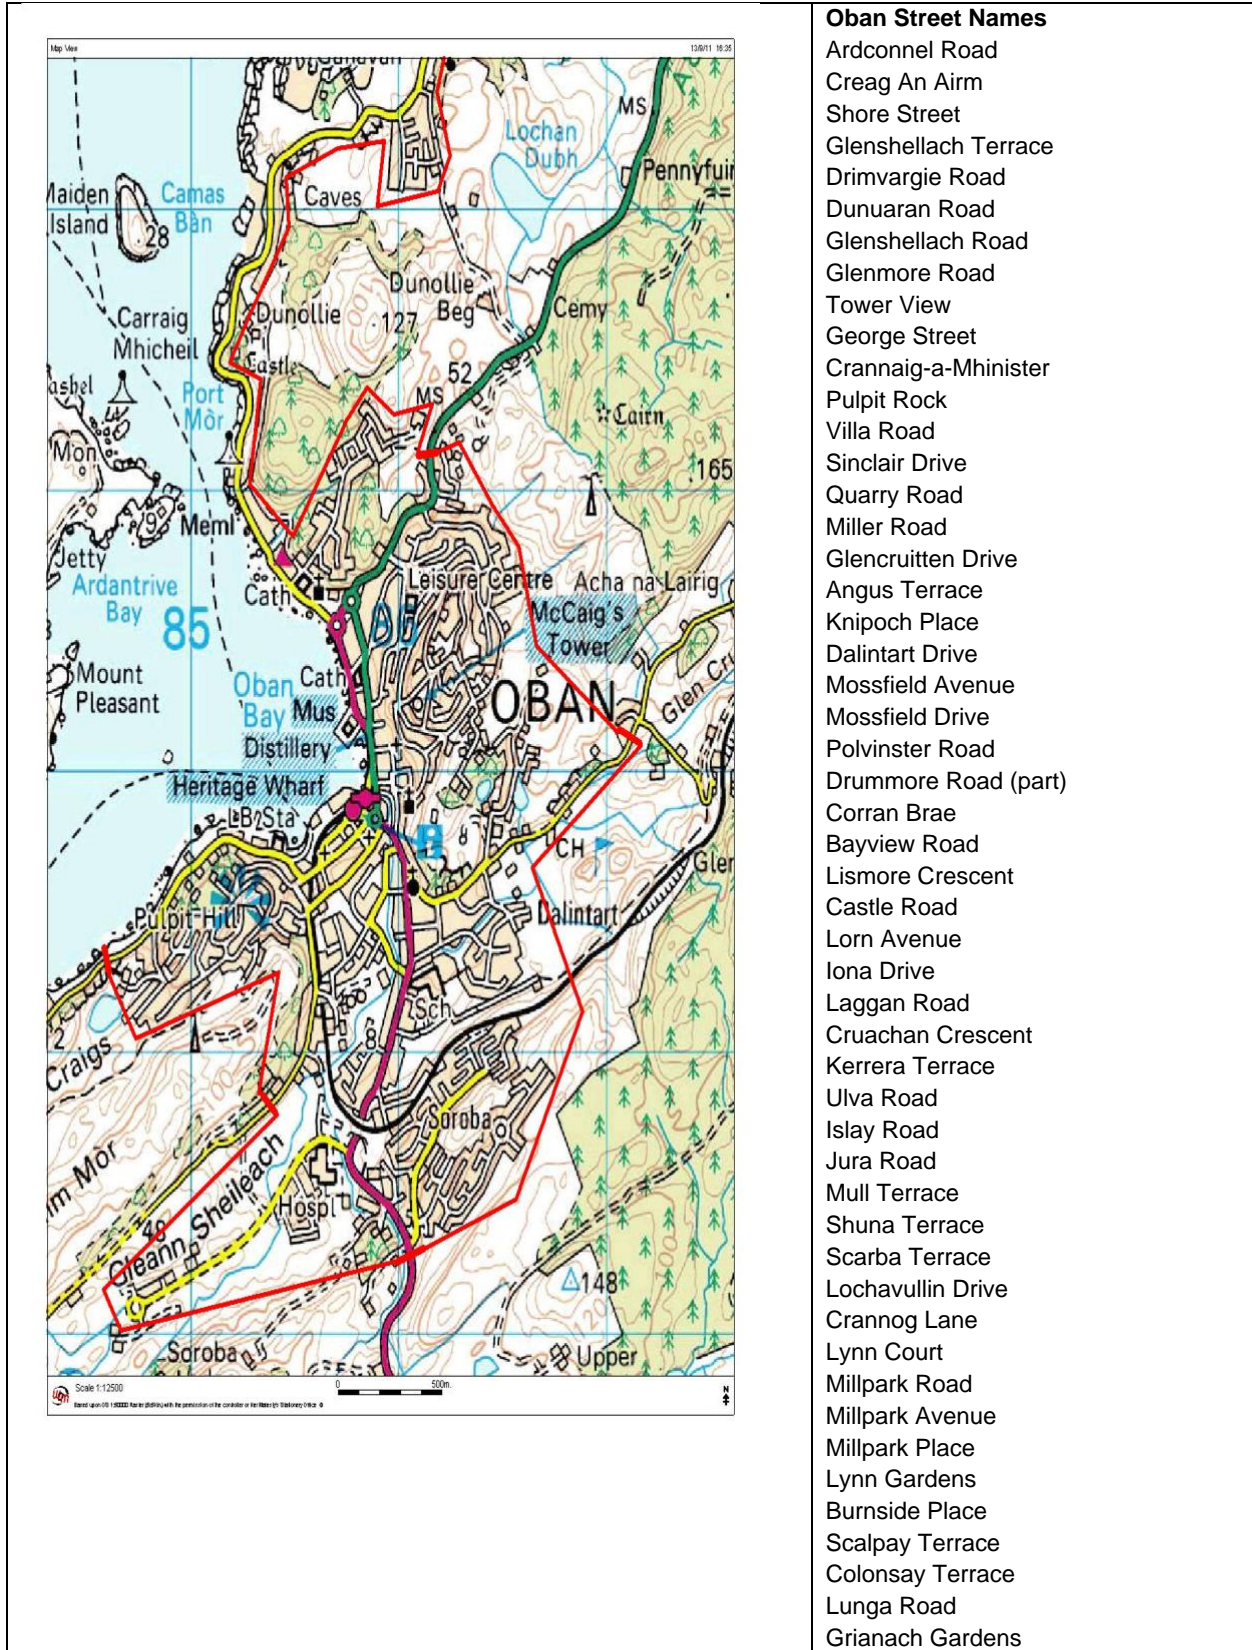 Map View
13/9/11 16:35
Ganavan
MS
Lochan
Dubh
Pennyfuir
Maiden
Island
28
Camas
Bàn
Caves
Dunollie
Beg
Cemy
Carraig
Mhicheil
Dunollie
Castle
127
52
MS
Cairn
Port
Mòr
165
Mon
9
Meml
Jetty
Ardantrive
Bay
85
Cath
Leisure Centre
Acha na Lairig
McCaig's
Tower
Mount
Pleasant
Oban
Bay
Cath
Mus
OBAN
Glen Cru
Distillery
Heritage Wharf
LB Sta
CH
Glen
Pulpit Hill
Dalintart
Sch
2
Craigs
8
Soroba
Gleann Sheileach
Hospl
48
148
Soroba
Upper
Scale 1:12500
0
500m.
N
Oban Street Names
Ardconnel Road
Creag An Airm
Shore Street
Glenshellach Terrace
Drimvargie Road
Dunuaran Road
Glenshellach Road
Glenmore Road
Tower View
George Street
Crannaig-a-Mhinister
Pulpit Rock
Villa Road
Sinclair Drive
Quarry Road
Miller Road
Glencruitten Drive
Angus Terrace
Knipoch Place
Dalintart Drive
Mossfield Avenue
Mossfield Drive
Polvinster Road
Drummore Road (part)
Corran Brae
Bayview Road
Lismore Crescent
Castle Road
Lorn Avenue
Iona Drive
Laggan Road
Cruachan Crescent
Kerrera Terrace
Ulva Road
Islay Road
Jura Road
Mull Terrace
Shuna Terrace
Scarba Terrace
Lochavullin Drive
Crannog Lane
Lynn Court
Millpark Road
Millpark Avenue
Millpark Place
Lynn Gardens
Burnside Place
Scalpay Terrace
Colonsay Terrace
Lunga Road
Grianach Gardens